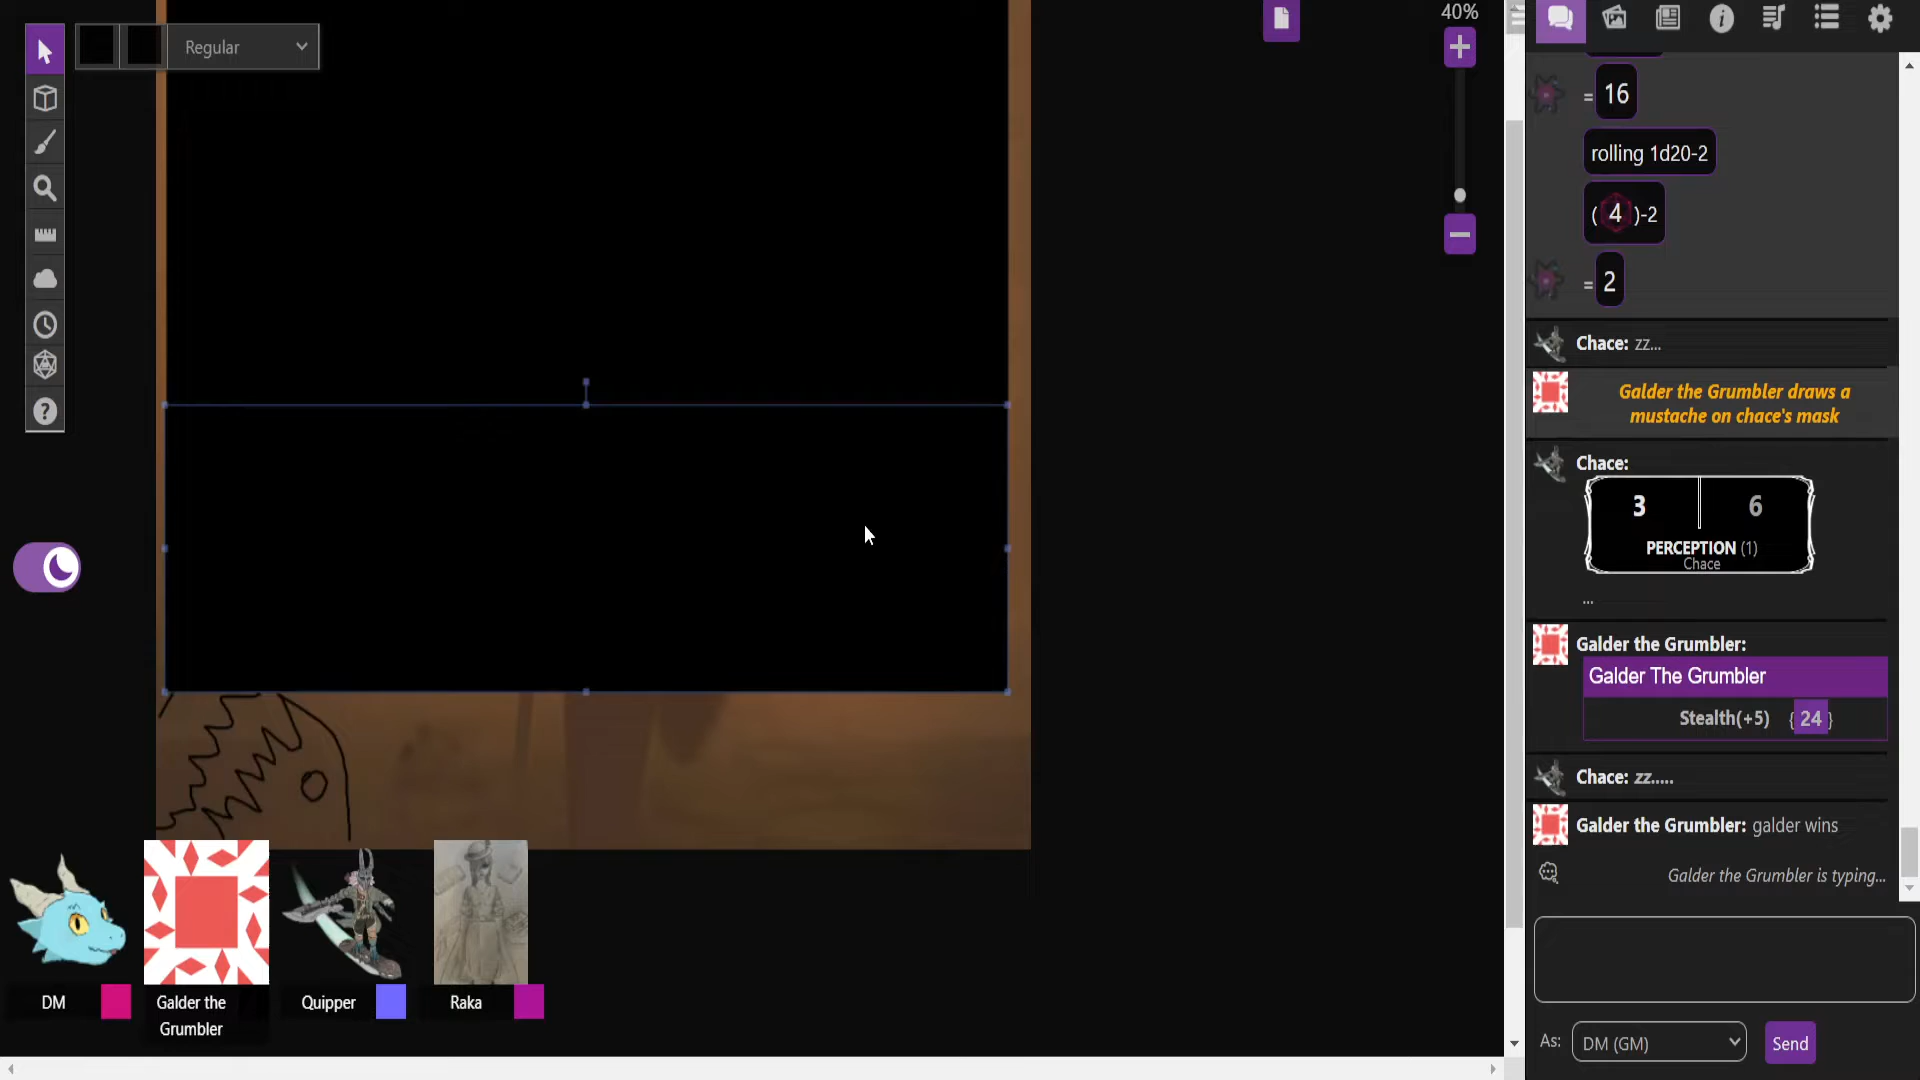 Regular
40%
= 16
rolling 1d20-2
(4)-2
= 2
Chace: zz...
Galder the Grumbler draws a
mustache on chace's mask
Chace:
3 6
PERCEPTION (1)
Chace
...
Galder the Grumbler:
Galder The Grumbler
Stealth(+5) {24}
Chace: zz.....
Galder the Grumbler: galder wins
Galder the Grumbler is typing...
DM
Galder the
Grumbler
Quipper
Raka
As: DM (GM) Send